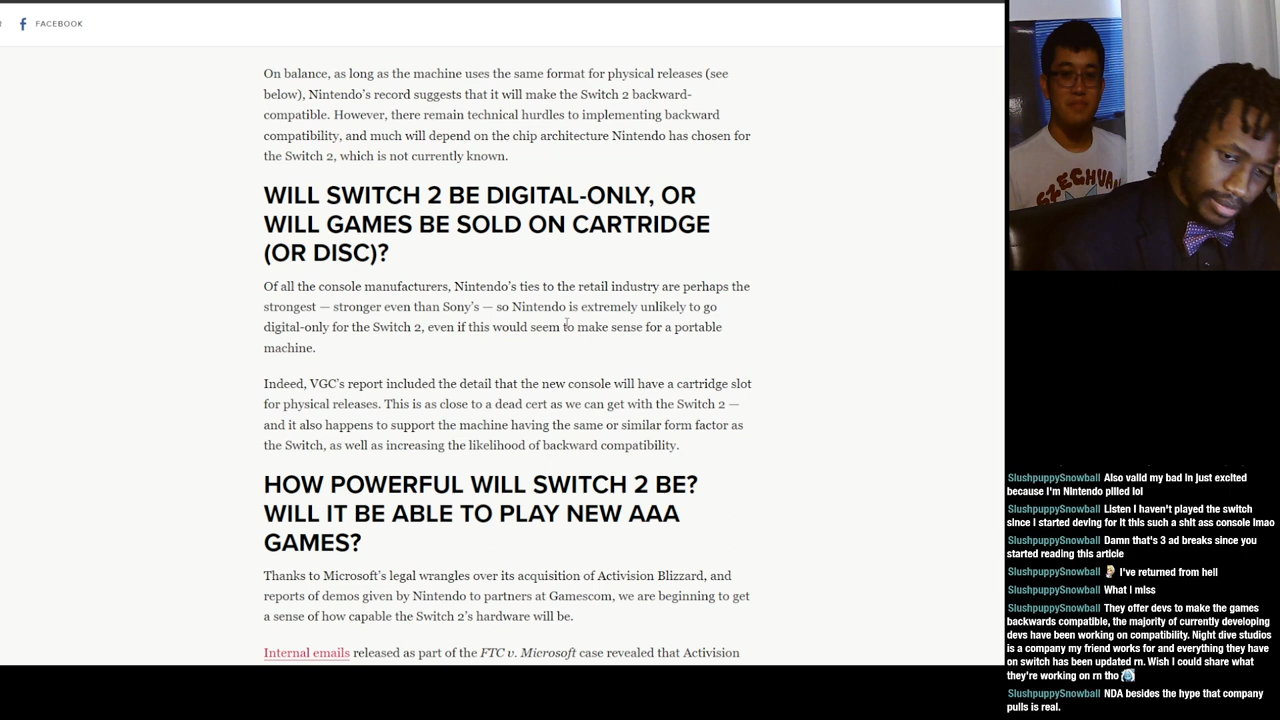 FACEBOOK
On balance, as long as the machine uses the same format for physical releases (see
below), Nintendo's record suggests that it will make the Switch 2 backward-
compatible. However, there remain technical hurdles to implementing backward
compatibility, and much will depend on the chip architecture Nintendo has chosen for
the Switch 2, which is not currently known.
WILL SWITCH 2 BE DIGITAL-ONLY, OR
WILL GAMES BE SOLD ON CARTRIDGE
(OR DISC)?
Of all the console manufacturers, Nintendo's ties to the retail industry are perhaps the
strongest — stronger even than Sony's — so Nintendo is extremely unlikely to go
digital-only for the Switch 2, even if this would seem to make sense for a portable
machine.
Indeed, VGC's report included the detail that the new console will have a cartridge slot
for physical releases. This is as close to a dead cert as we can get with the Switch 2 —
and it also happens to support the machine having the same or similar form factor as
the Switch, as well as increasing the likelihood of backward compatibility.
HOW POWERFUL WILL SWITCH 2 BE?
WILL IT BE ABLE TO PLAY NEW AAA
GAMES?
Thanks to Microsoft's legal wrangles over its acquisition of Activision Blizzard, and
reports of demos given by Nintendo to partners at Gamescom, we are beginning to get
a sense of how capable the Switch 2's hardware will be.
Internal emails released as part of the FTC v. Microsoft case revealed that Activision
SZECHUAN
SlushpuppySnowball Also valid my bad in just excited
because I'm Nintendo pilled lol
SlushpuppySnowball Listen I haven't played the switch
since I started deving for it this such a shit ass console lmao
SlushpuppySnowball Damn that's 3 ad breaks since you
started reading this article
SlushpuppySnowball I've returned from hell
SlushpuppySnowball What I miss
SlushpuppySnowball They offer devs to make the games
backwards compatible, the majority of currently developing
devs have been working on compatibility. Night dive studios
is a company my friend works for and everything they have
on switch has been updated rn. Wish I could share what
they're working on rn tho
SlushpuppySnowball NDA besides the hype that company
pulls is real.